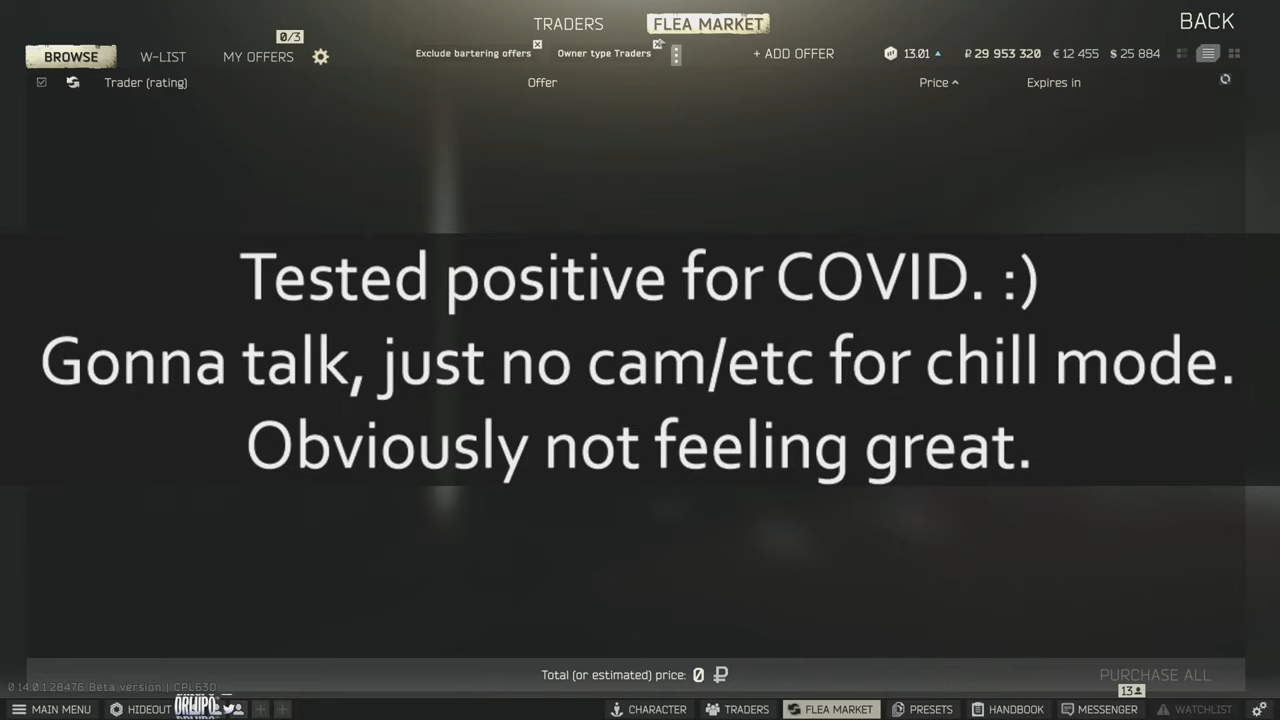 TRADERS FLEA MARKET BACK
0/3
BROWSE W-LIST MY OFFERS Exclude bartering offers Owner type Traders + ADD OFFER 13.01 ₽ 29 953 320 € 12 455 $ 25 884
Trader (rating) Offer Price Expires in
Tested positive for COVID. :)
Gonna talk, just no cam/etc for chill mode.
Obviously not feeling great.
Total (or estimated) price: 0 ₽ PURCHASE ALL
0.14.0.1.28476 Beta version | CPL63D
13
MAIN MENU HIDEOUT CHARACTER TRADERS FLEA MARKET PRESETS HANDBOOK MESSENGER WATCHLIST